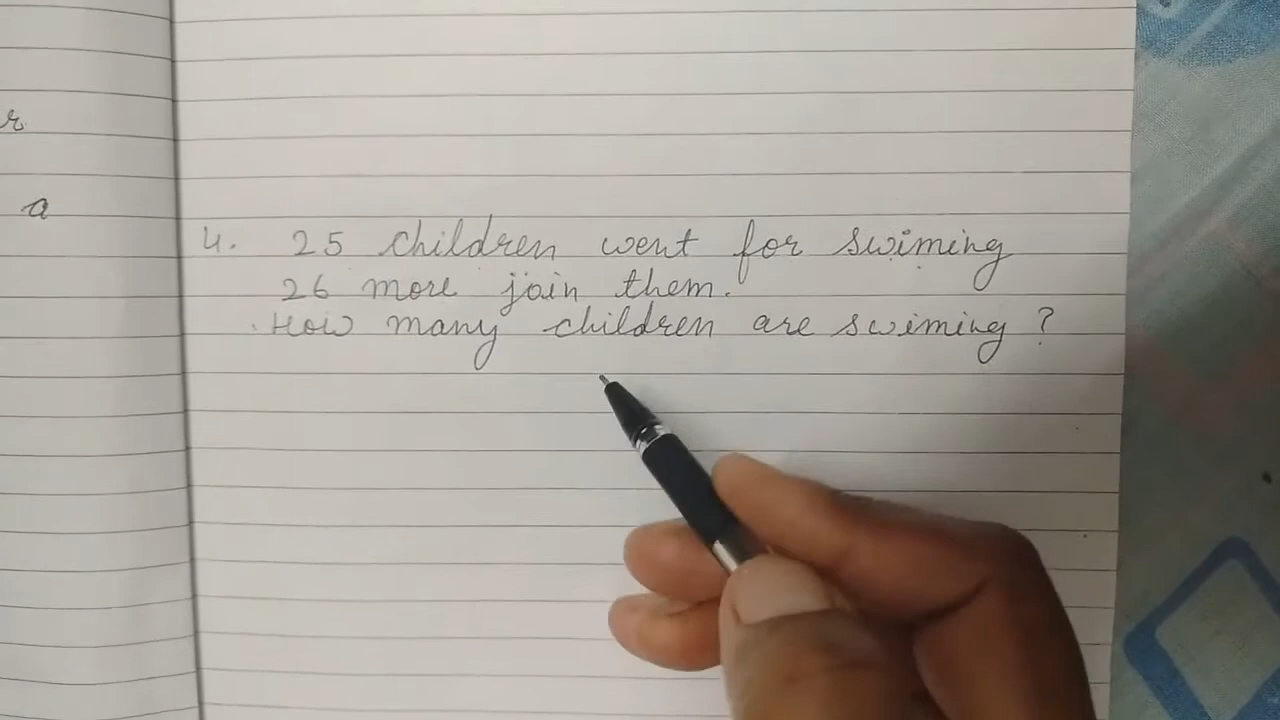 r
a
4. 25 children went for swiming
26 more join them.
How many children are swiming ?